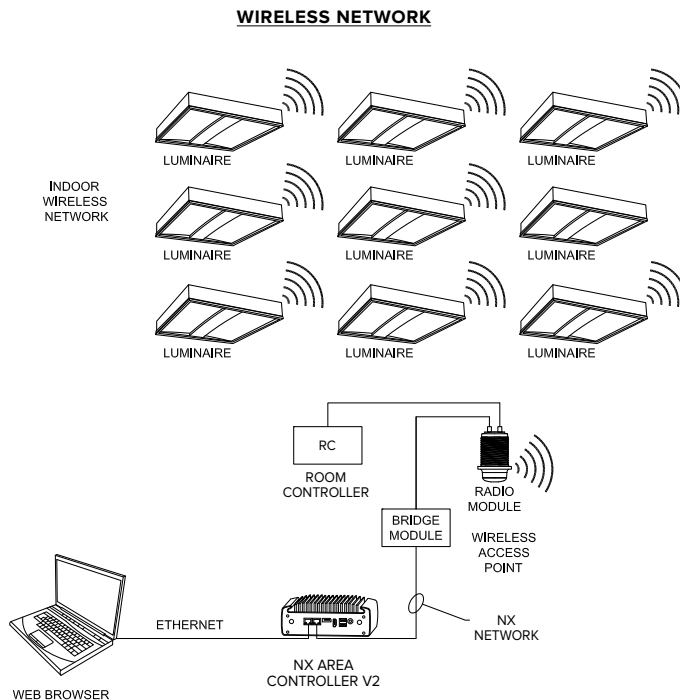 WIRELESS NETWORK
LUMINAIRE
LUMINAIRE
LUMINAIRE
INDOOR
WIRELESS
NETWORK
LUMINAIRE
LUMINAIRE
LUMINAIRE
LUMINAIRE
LUMINAIRE
LUMINAIRE
RC
ROOM
CONTROLLER
RADIO
MODULE
BRIDGE
MODULE
WIRELESS
ACCESS
POINT
ETHERNET
NX
NETWORK
NX AREA
CONTROLLER V2
WEB BROWSER